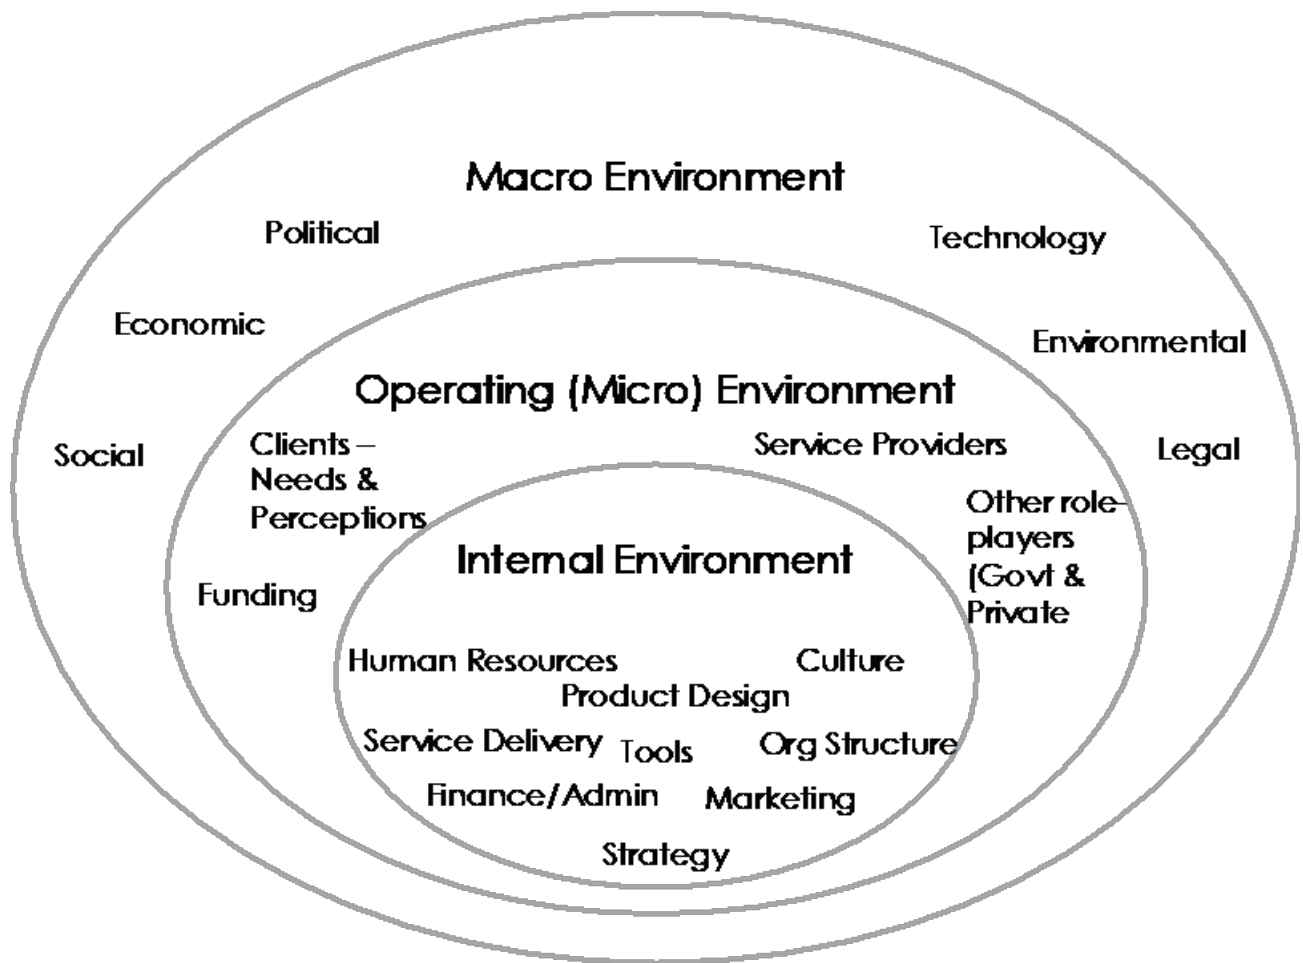 Macro Environment
Political
Technology
Economic
Environmental
Operating (Micro) Environment
Social
Clients –
Needs &
Perceptions
Service Providers
Legal
Other role-
players
(Govt &
Private
Internal Environment
Funding
Human Resources
Culture
Product Design
Service Delivery
Tools
Org Structure
Finance/Admin
Marketing
Strategy